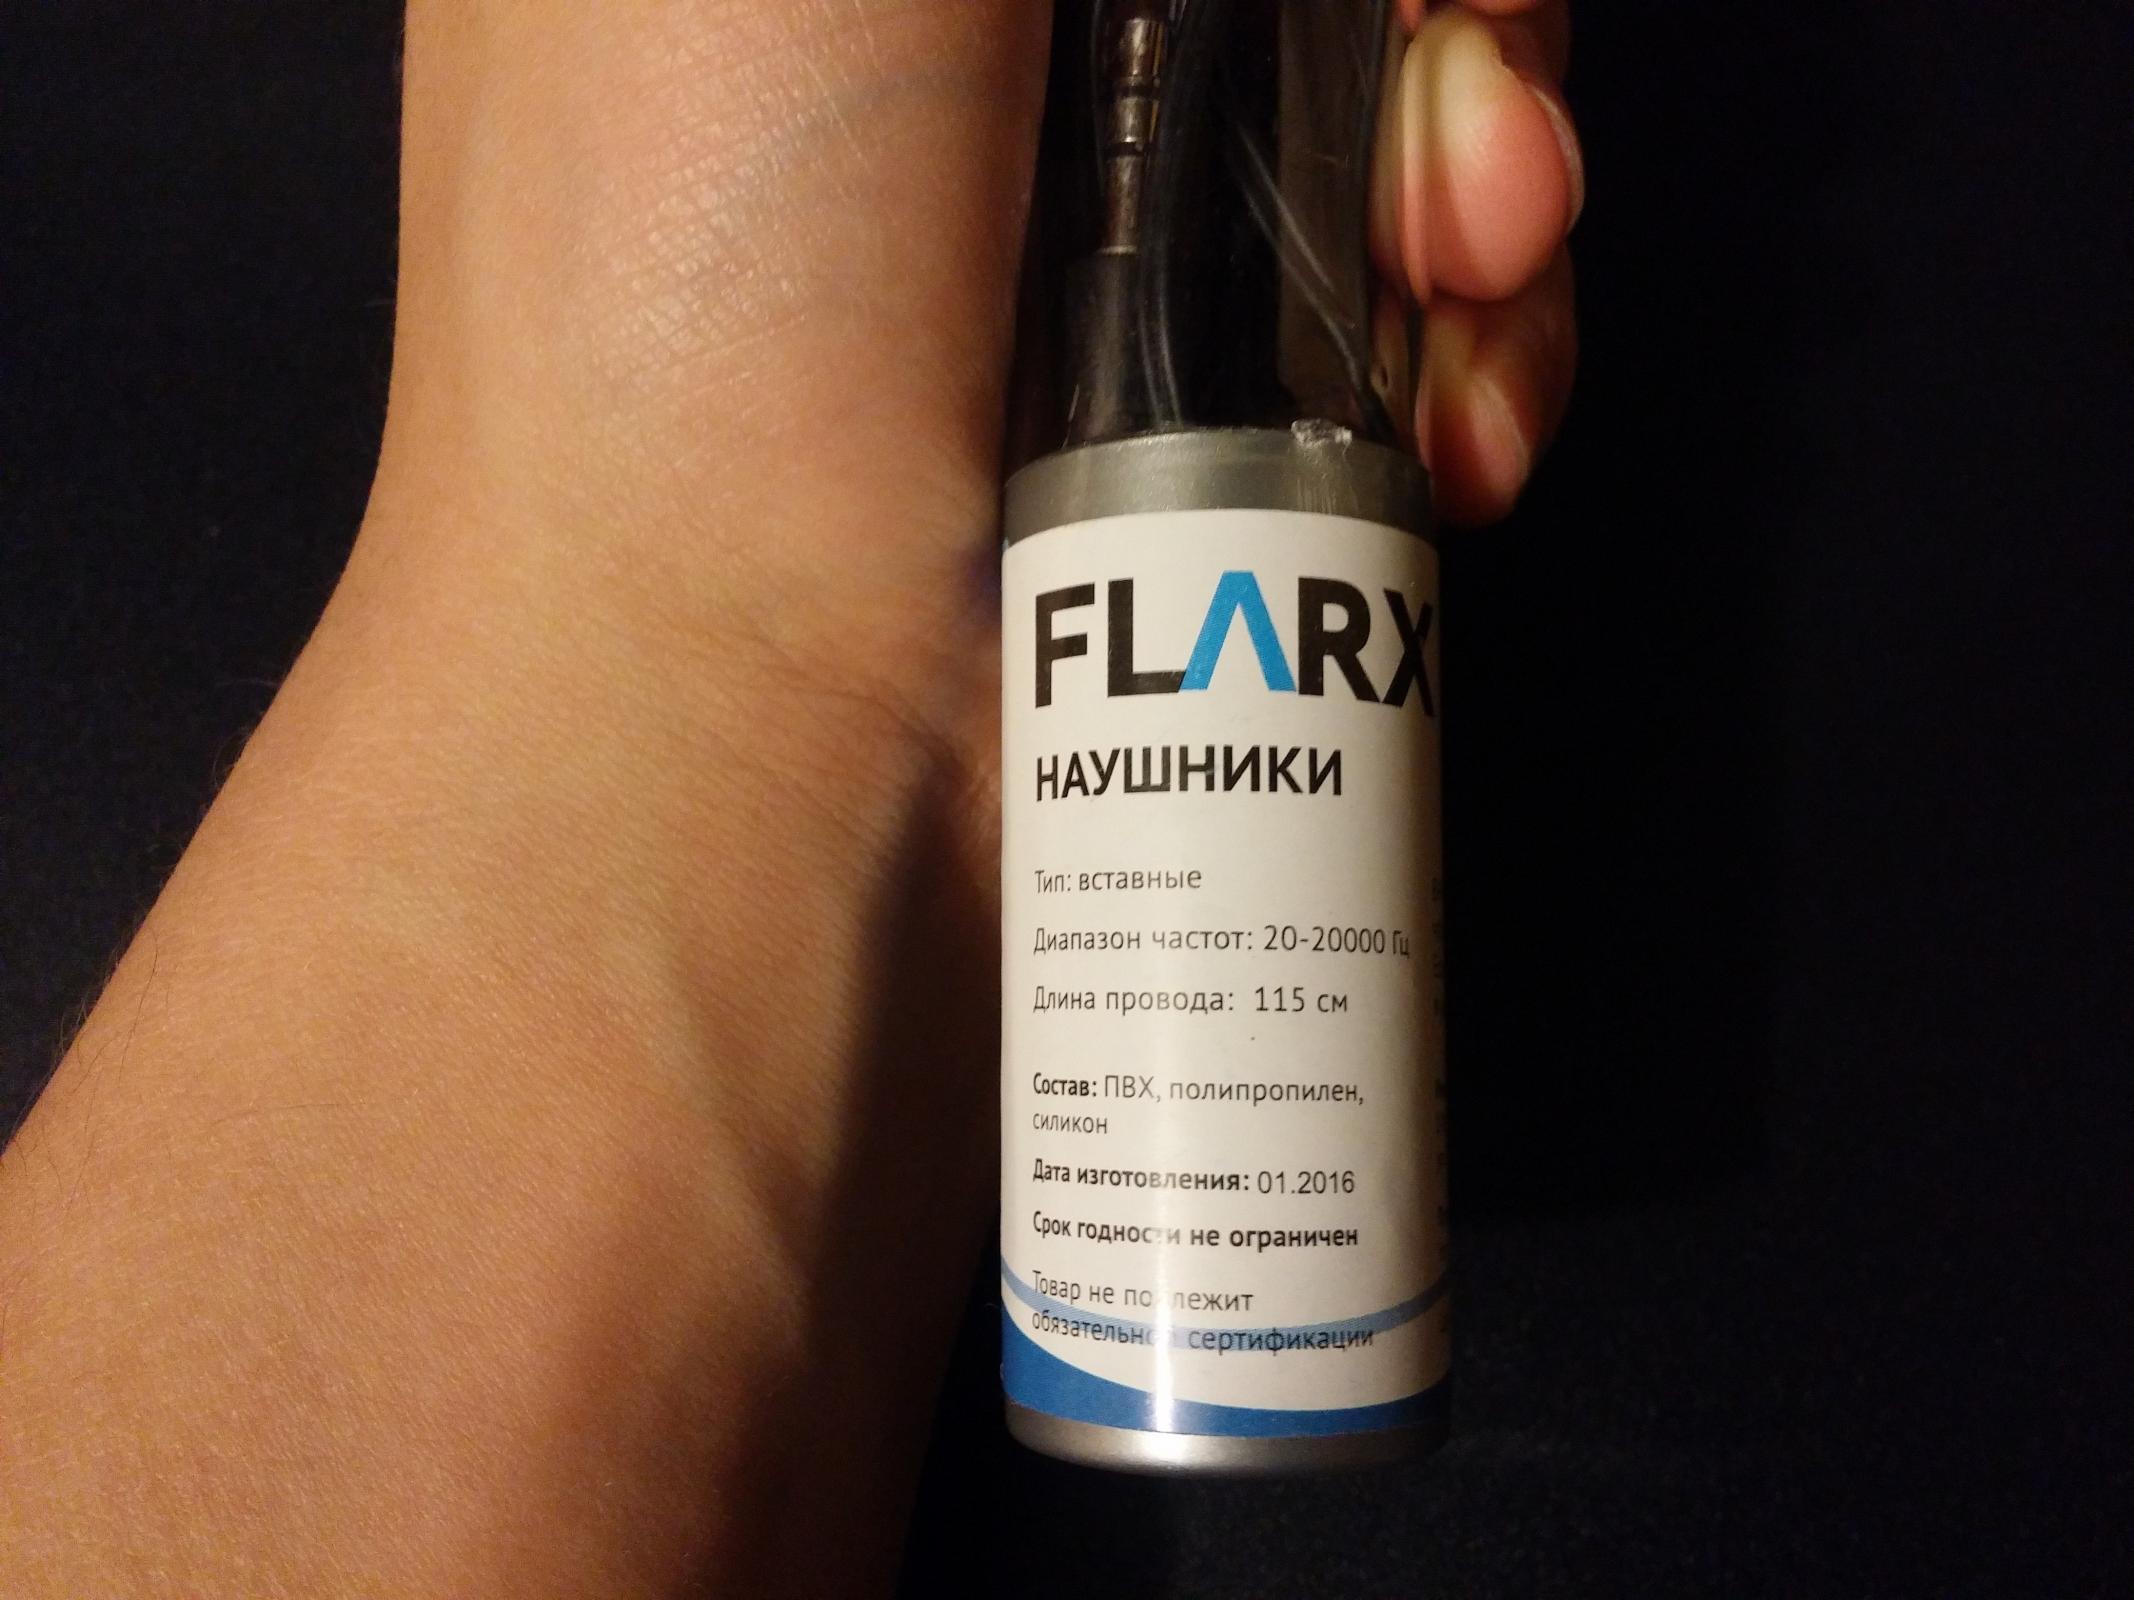 FLARX
НАУШНИКИ
Тип: вставные
Диапазон частот: 20-20000 Гц
Длина провода: 115 см
Состав: ПВХ, полипропилен,
силикон
Дата изготовления: 01.2016
Срок годности не ограничен
Товар не подлежит
обязательной сертификации